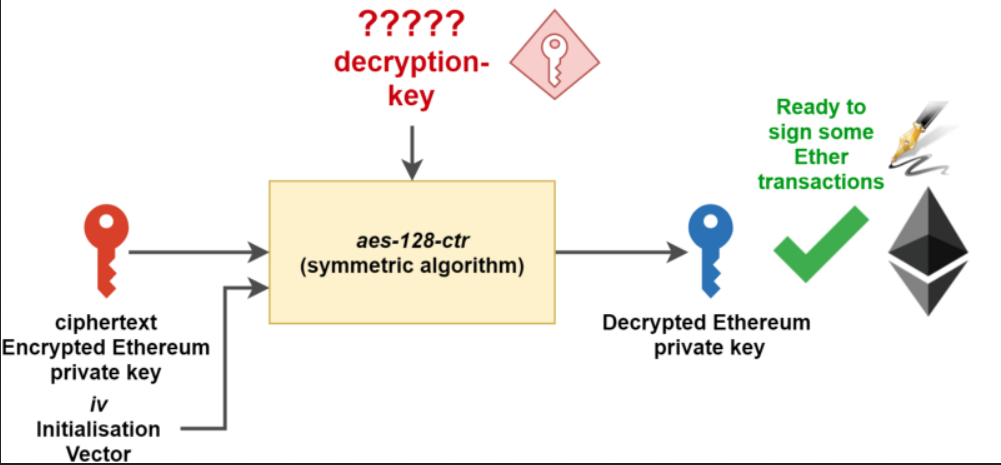 ?????
decryption-
key
Ready to
sign some
Ether
transactions
aes-128-ctr
(symmetric algorithm)
ciphertext
Encrypted Ethereum
private key
Decrypted Ethereum
private key
iv
Initialisation
Vector